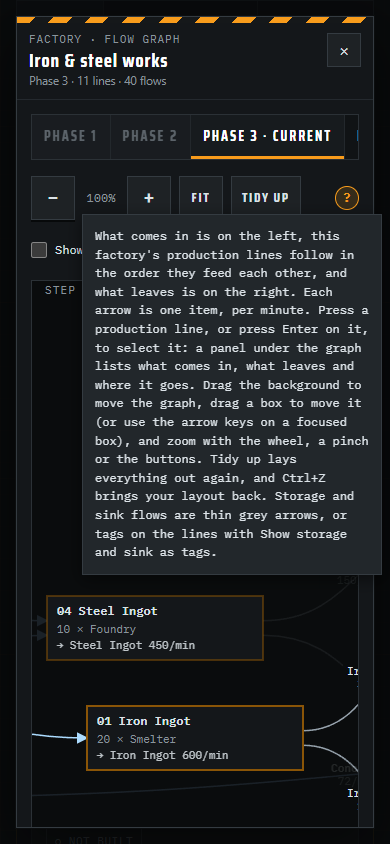 FACTORY · FLOW GRAPH
Iron & steel works
Phase 3 · 11 lines · 40 flows
×
PHASE 1 PHASE 2 PHASE 3 · CURRENT
− 100% + FIT TIDY UP ?
Show
STEP
What comes in is on the left, this
factory's production lines follow in
the order they feed each other, and
what leaves is on the right. Each
arrow is one item, per minute. Press a
production line, or press Enter on it,
to select it: a panel under the graph
lists what comes in, what leaves and
where it goes. Drag the background to
move the graph, drag a box to move it
(or use the arrow keys on a focused
box), and zoom with the wheel, a pinch
or the buttons. Tidy up lays
everything out again, and Ctrl+Z
brings your layout back. Storage and
sink flows are thin grey arrows, or
tags on the lines with Show storage
and sink as tags.
Q4 Steel Ingot
10 × Foundry
→ Steel Ingot 450/min
Q1 Iron Ingot
20 × Smelter
→ Iron Ingot 600/min
NOT BUILT